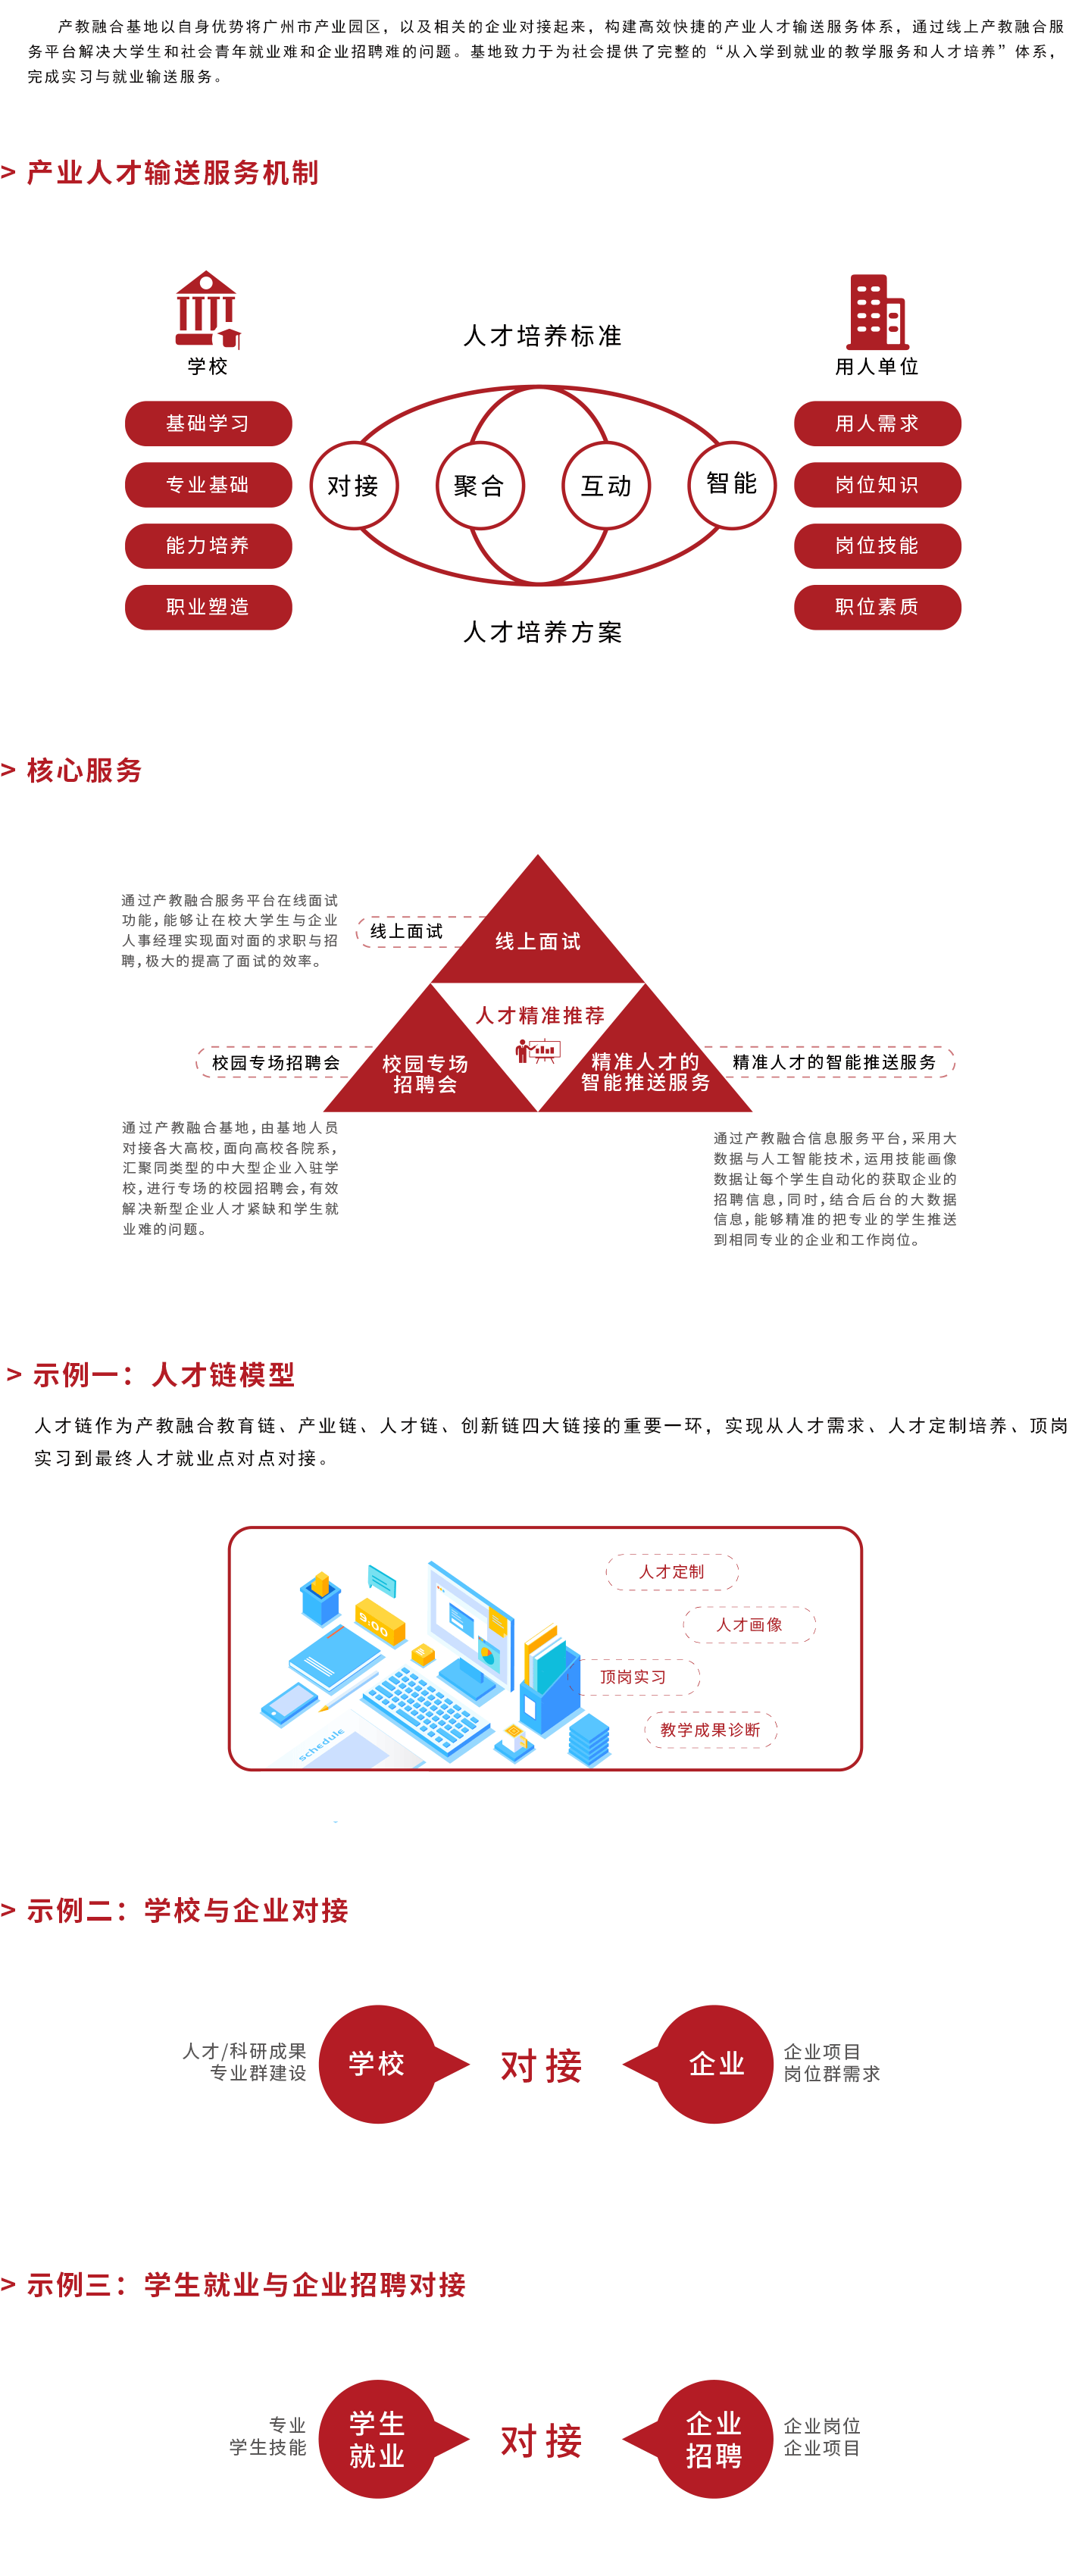 产教融合基地以自身优势将广州市产业园区，以及相关的企业对接起来，构建高效快捷的产业人才输送服务体系，通过线上产教融合服
务平台解决大学生和社会青年就业难和企业招聘难的问题。基地致力于为社会提供了完整的“从入学到就业的教学服务和人才培养”体系，
完成实习与就业输送服务。
> 产业人才输送服务机制
学校
人才培养标准
用人单位
基础学习
专业基础
能力培养
职业塑造
对接
聚合
互动
智能
用人需求
岗位知识
岗位技能
职位素质
人才培养方案
> 核心服务
通过产教融合服务平台在线面试
功能，能够让在校大学生与企业
人事经理实现面对面的求职与招
聘，极大的提高了面试的效率。
线上面试
线上面试
人才精准推荐
校园专场招聘会
校园专场
招聘会
精准人才的
智能推送服务
精准人才的智能推送服务
通过产教融合基地，由基地人员
对接各大高校，面向高校各院系，
汇聚同类型的中大型企业入驻学
校，进行专场的校园招聘会，有效
解决新型企业人才紧缺和学生就
业难的问题。
通过产教融合信息服务平台，采用大
数据与人工智能技术，运用技能画像
数据让每个学生自动化的获取企业的
招聘信息，同时，结合后台的大数据
信息，能够精准的把专业的学生推送
到相同专业的企业和工作岗位。
> 示例一：人才链模型
人才链作为产教融合教育链、产业链、人才链、创新链四大链接的重要一环，实现从人才需求、人才定制培养、顶岗
实习到最终人才就业点对点对接。
人才定制
人才画像
顶岗实习
教学成果诊断
9:00
schedule
> 示例二：学校与企业对接
人才/科研成果
专业群建设
学校
对接
企业
企业项目
岗位群需求
> 示例三：学生就业与企业招聘对接
专业
学生技能
学生
就业
对接
企业
招聘
企业岗位
企业项目